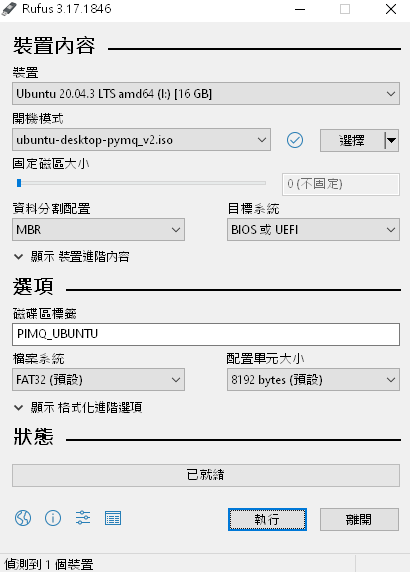 Rufus 3.17.1846
裝置內容
裝置
Ubuntu 20.04.3 LTS amd64 (I:) [16 GB]
開機模式
ubuntu-desktop-pymq_v2.iso
選擇
固定磁區大小
0 (不固定)
資料分割配置 目標系統
MBR BIOS 或 UEFI
顯示 裝置進階內容
選項
磁碟區標籤
PIMQ_UBUNTU
檔案系統 配置單元大小
FAT32 (預設) 8192 bytes (預設)
顯示 格式化進階選項
狀態
已就緒
執行 離開
偵測到 1 個裝置